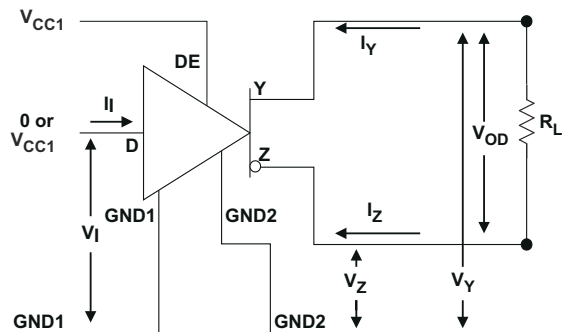 VCC1
DE
IY
II
Y
0 or
VCC1
D
VOD
RL
Z
GND1
GND2
IZ
VI
VZ
VY
GND1
GND2